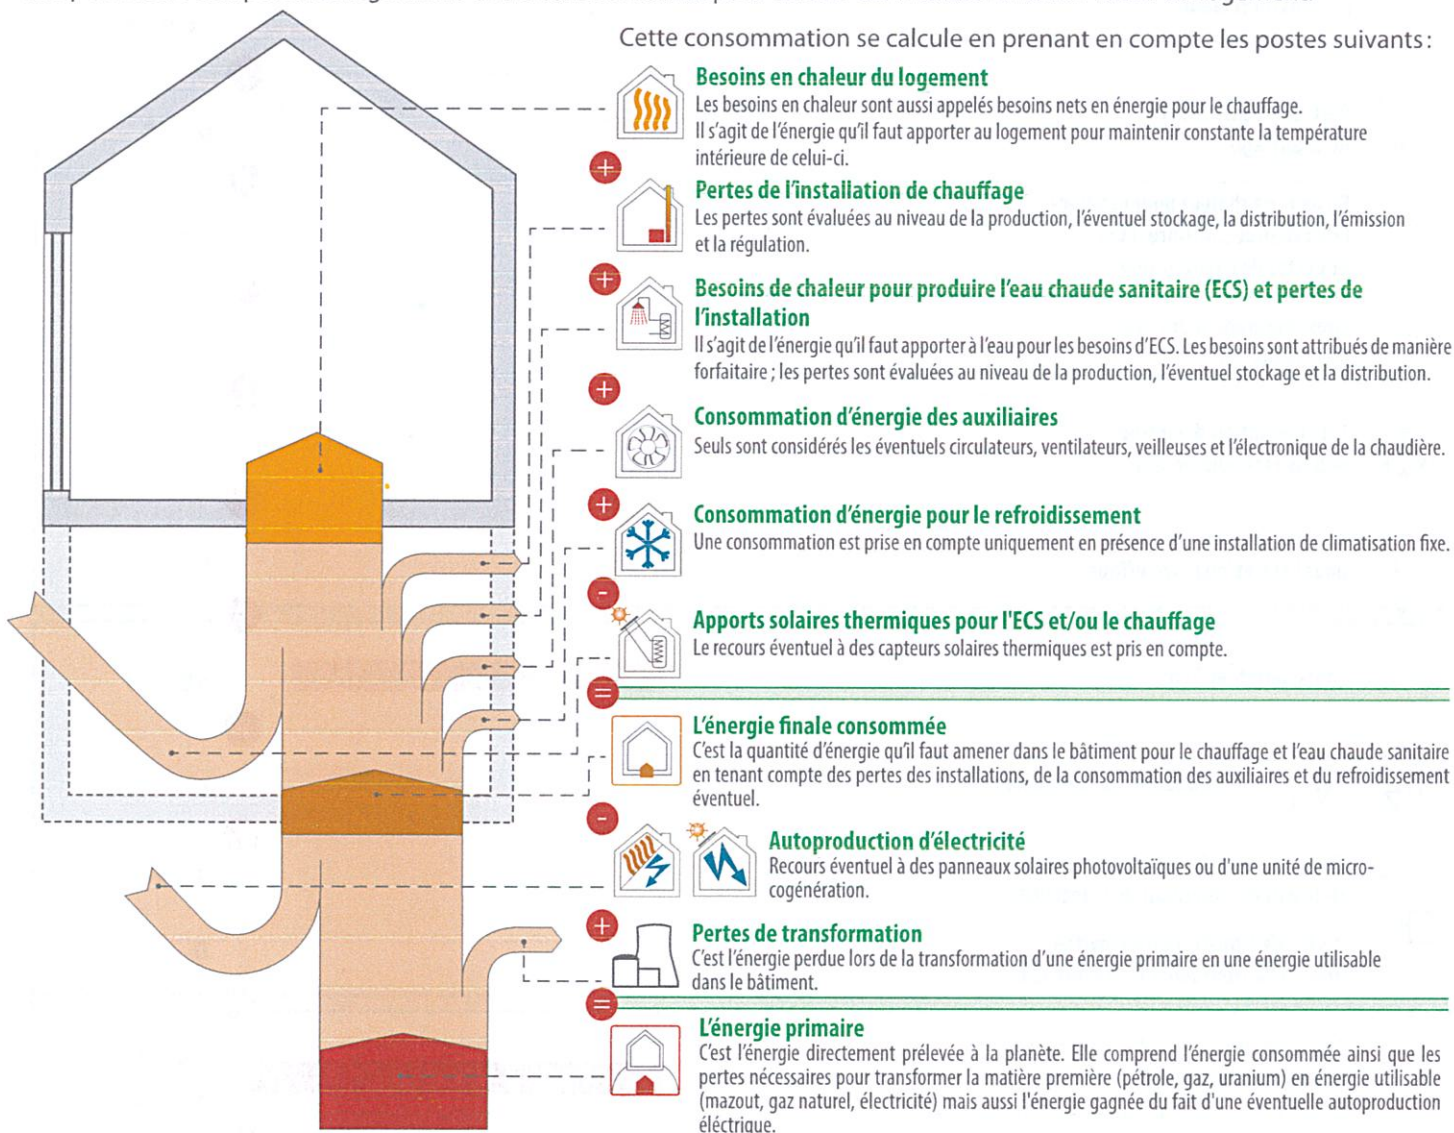 Cette consommation se calcule en prenant en compte les postes suivants :
Besoins en chaleur du logement
Les besoins en chaleur sont aussi appelés besoins nets en énergie pour le chauffage.
Il s'agit de l'énergie qu'il faut apporter au logement pour maintenir constante la température
intérieure de celui-ci.
+
Pertes de l'installation de chauffage
Les pertes sont évaluées au niveau de la production, l'éventuel stockage, la distribution, l'émission
et la régulation.
+
Besoins de chaleur pour produire l'eau chaude sanitaire (ECS) et pertes de
l'installation
Il s'agit de l'énergie qu'il faut apporter à l'eau pour les besoins d'ECS. Les besoins sont attribués de manière
forfaitaire ; les pertes sont évaluées au niveau de la production, l'éventuel stockage et la distribution.
+
Consommation d'énergie des auxiliaires
Seuls sont considérés les éventuels circulateurs, ventilateurs, veilleuses et l'électronique de la chaudière.
+
Consommation d'énergie pour le refroidissement
Une consommation est prise en compte uniquement en présence d'une installation de climatisation fixe.
-
Apports solaires thermiques pour l'ECS et/ou le chauffage
Le recours éventuel à des capteurs solaires thermiques est pris en compte.
=
L'énergie finale consommée
C'est la quantité d'énergie qu'il faut amener dans le bâtiment pour le chauffage et l'eau chaude sanitaire
en tenant compte des pertes des installations, de la consommation des auxiliaires et du refroidissement
éventuel.
-
Autoproduction d'électricité
Recours éventuel à des panneaux solaires photovoltaïques ou d'une unité de micro-
cogénération.
+
Pertes de transformation
C'est l'énergie perdue lors de la transformation d'une énergie primaire en une énergie utilisable
dans le bâtiment.
=
L'énergie primaire
C'est l'énergie directement prélevée à la planète. Elle comprend l'énergie consommée ainsi que les
pertes nécessaires pour transformer la matière première (pétrole, gaz, uranium) en énergie utilisable
(mazout, gaz naturel, électricité) mais aussi l'énergie gagnée du fait d'une éventuelle autoproduction
éléctrique.